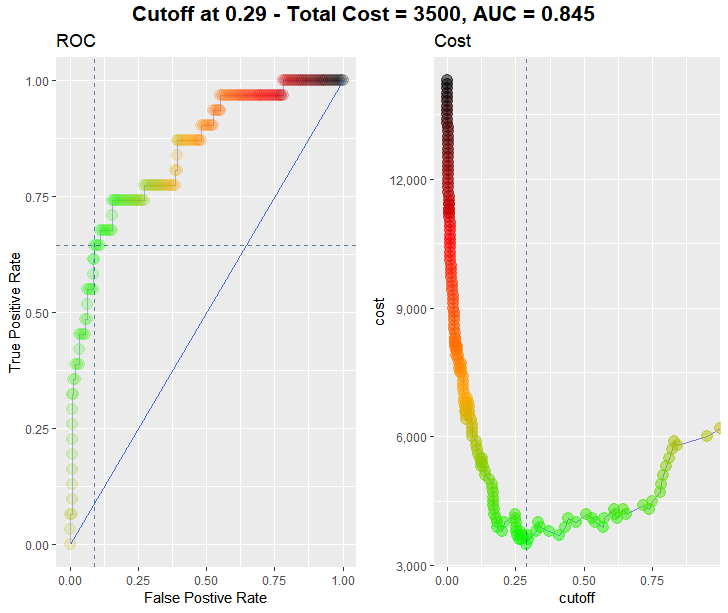 Cutoff at 0.29 - Total Cost = 3500, AUC = 0.845
ROC
1.00
0.75
0.50
0.25
0.00
True Positive Rate
0.00 0.25 0.50 0.75 1.00
False Postive Rate
Cost
12,000
9,000
6,000
3,000
cost
0.00 0.25 0.50 0.75
cutoff